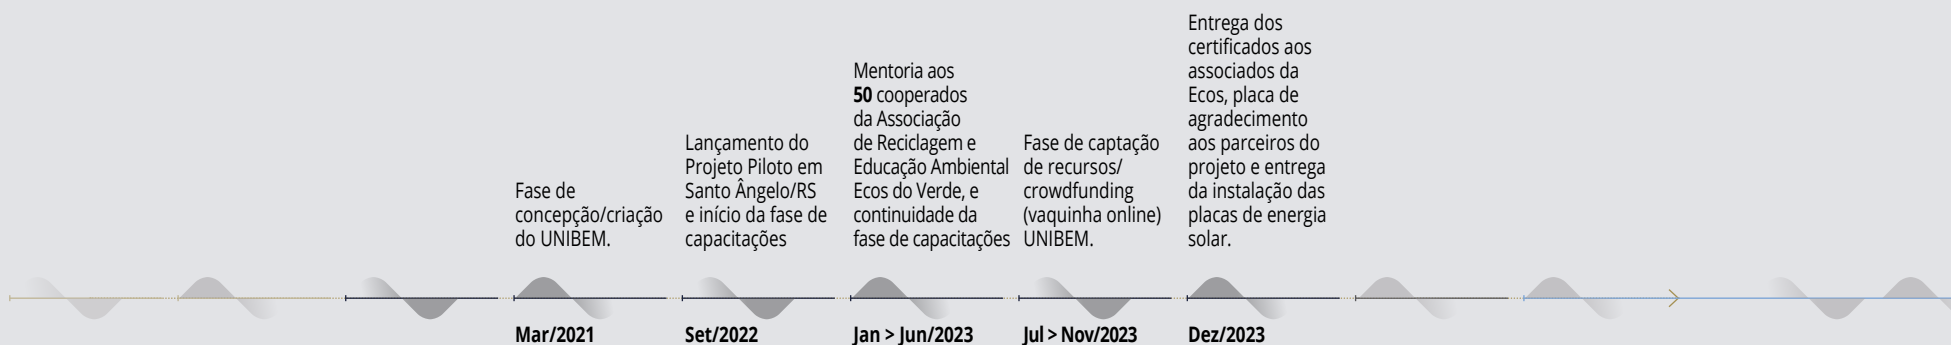 Fase de
concepção/criação
do UNIBEM.
Mar/2021
Lançamento do
Projeto Piloto em
Santo Ângelo/RS
e início da fase de
capacitações
Set/2022
Mentoria aos
50 cooperados
da Associação
de Reciclagem e
Educação Ambiental
Ecos do Verde, e
continuidade da
fase de capacitações
Jan > Jun/2023
Fase de captação
de recursos/
crowdfunding
(vaquinha online)
UNIBEM.
Jul > Nov/2023
Entrega dos
certificados aos
associados da
Ecos, placa de
agradecimento
aos parceiros do
projeto e entrega
da instalação das
placas de energia
solar.
Dez/2023